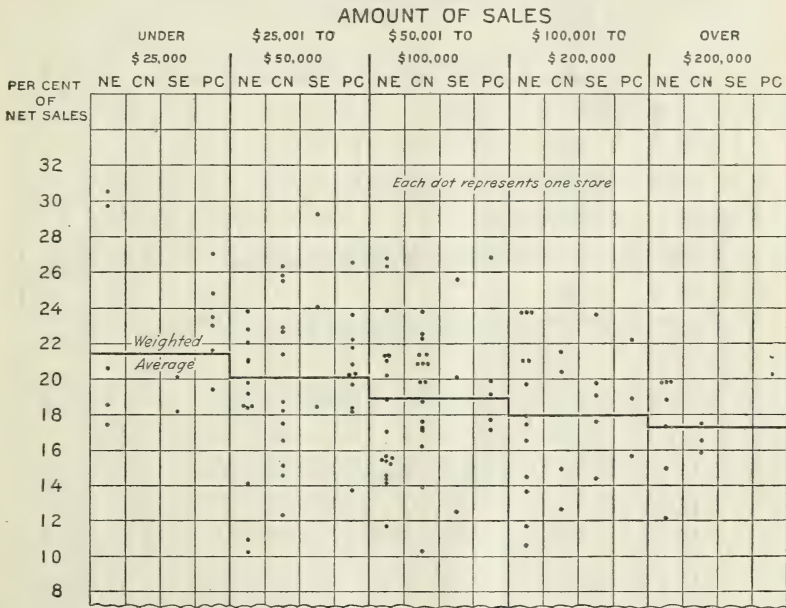 AMOUNT OF SALES
UNDER $25,001 TO $50,001 TO $100,001 TO OVER
$25,000 $50,000 $100,000 $200,000 $200,000
PER CENT NE CN SE PC NE CN SE PC NE CN SE PC NE CN SE PC NE CN SE PC
OF
NET SALES
32
Each dot represents one store
30
28
26
24
22
Weighted
Average
20
18
16
14
12
10
8